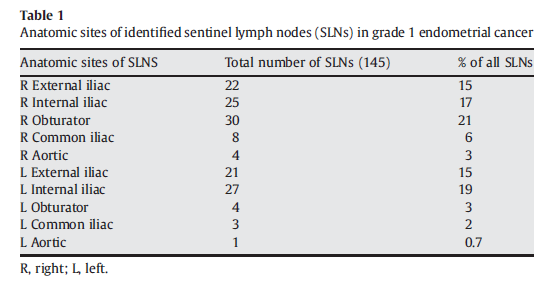 Table 1
Anatomic sites of identified sentinel lymph nodes (SLNs) in grade 1 endometrial cancer
Anatomic sites of SLNS Total number of SLNs (145) % of all SLNs
R External iliac 22 15
R Internal iliac 25 17
R Obturator 30 21
R Common iliac 8 6
R Aortic 4 3
L External iliac 21 15
L Internal iliac 27 19
L Obturator 4 3
L Common iliac 3 2
L Aortic 1 0.7
R, right; L, left.